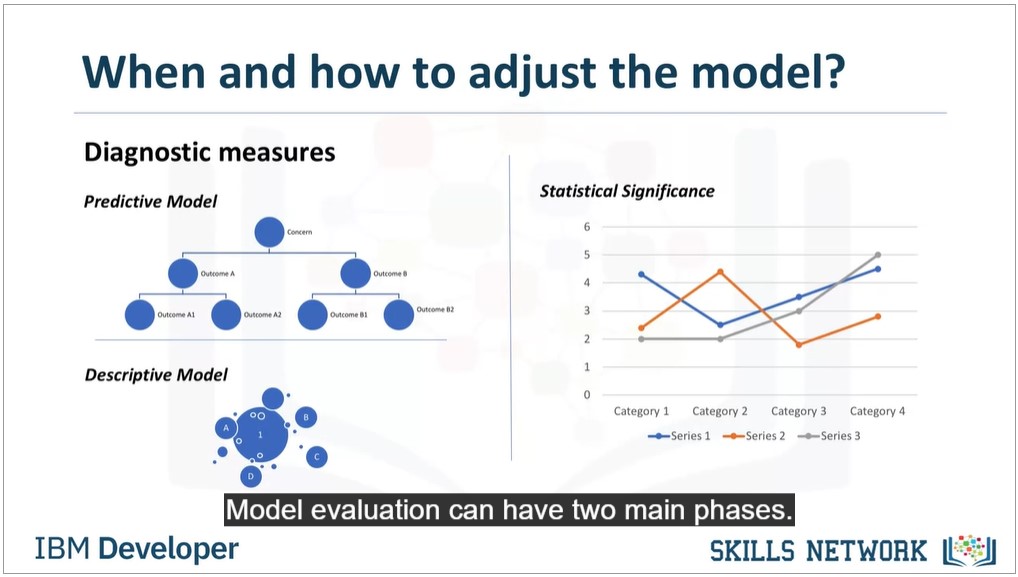 When and how to adjust the model?
Diagnostic measures
Predictive Model
Concern
Outcome A
Outcome B
Outcome A1
Outcome A2
Outcome B1
Outcome B2
Descriptive Model
A
B
1
C
D
Statistical Significance
6
5
4
3
2
1
0
Category 1 Category 2 Category 3 Category 4
Series 1 Series 2 Series 3
Model evaluation can have two main phases.
IBM Developer
SKILLS NETWORK